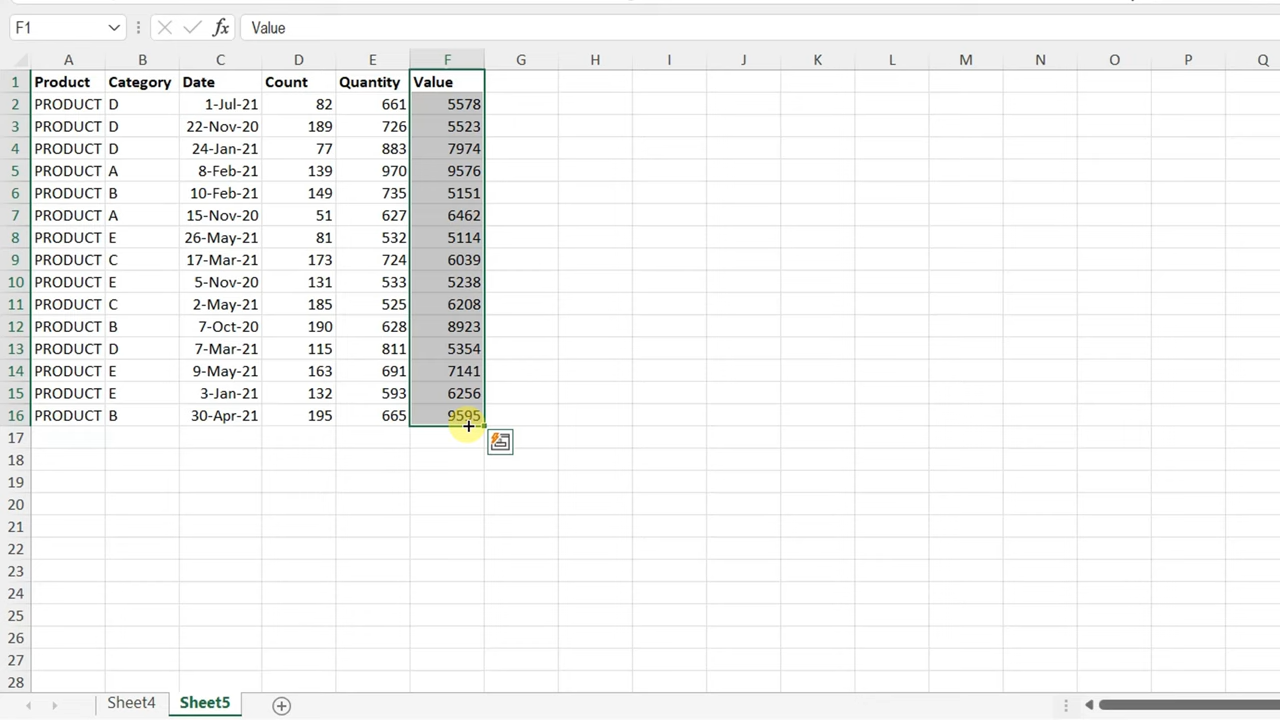 F1 fx Value
A B C D E F G H I J K L M N O P Q
1 Product Category Date Count Quantity Value
2 PRODUCT D 1-Jul-21 82 661 5578
3 PRODUCT D 22-Nov-20 189 726 5523
4 PRODUCT D 24-Jan-21 77 883 7974
5 PRODUCT A 8-Feb-21 139 970 9576
6 PRODUCT B 10-Feb-21 149 735 5151
7 PRODUCT A 15-Nov-20 51 627 6462
8 PRODUCT E 26-May-21 81 532 5114
9 PRODUCT C 17-Mar-21 173 724 6039
10 PRODUCT E 5-Nov-20 131 533 5238
11 PRODUCT C 2-May-21 185 525 6208
12 PRODUCT B 7-Oct-20 190 628 8923
13 PRODUCT D 7-Mar-21 115 811 5354
14 PRODUCT E 9-May-21 163 691 7141
15 PRODUCT E 3-Jan-21 132 593 6256
16 PRODUCT B 30-Apr-21 195 665 9595
17
18
19
20
21
22
23
24
25
26
27
28
Sheet4 Sheet5